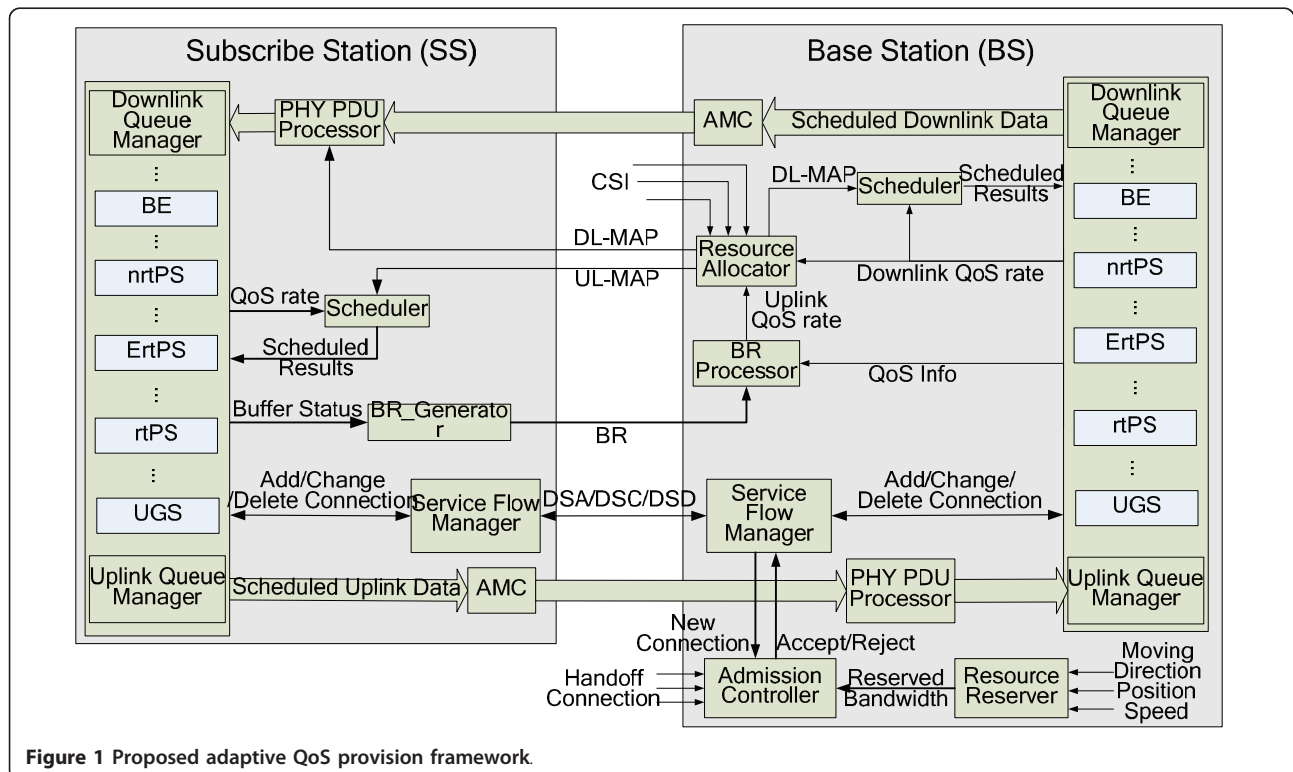 Subscribe Station (SS)
Base Station (BS)
Downlink
Queue
Manager
PHY PDU
Processor
AMC
Scheduled Downlink Data
Downlink
Queue
Manager
...
BE
...
nrtPS
...
ErtPS
...
rtPS
...
UGS
Uplink Queue
Manager
QoS rate
Scheduler
Scheduled
Results
Buffer Status
BR_Generato
r
BR
Add/Change
/Delete Connection
Service Flow
Manager
DSA/DSC/DSD
Scheduled Uplink Data
AMC
CSI
DL-MAP
UL-MAP
DL-MAP
Scheduler
Scheduled
Results
Resource
Allocator
Downlink QoS rate
Uplink
QoS rate
BR
Processor
QoS Info
Service
Flow
Manager
Add/Change/
Delete Connection
...
BE
...
nrtPS
...
ErtPS
...
rtPS
...
UGS
PHY PDU
Processor
Uplink Queue
Manager
New
Connection
Accept/Reject
Handoff
Connection
Admission
Controller
Reserved
Bandwidth
Resource
Reserver
Moving
Direction
Position
Speed
Figure 1 Proposed adaptive QoS provision framework.